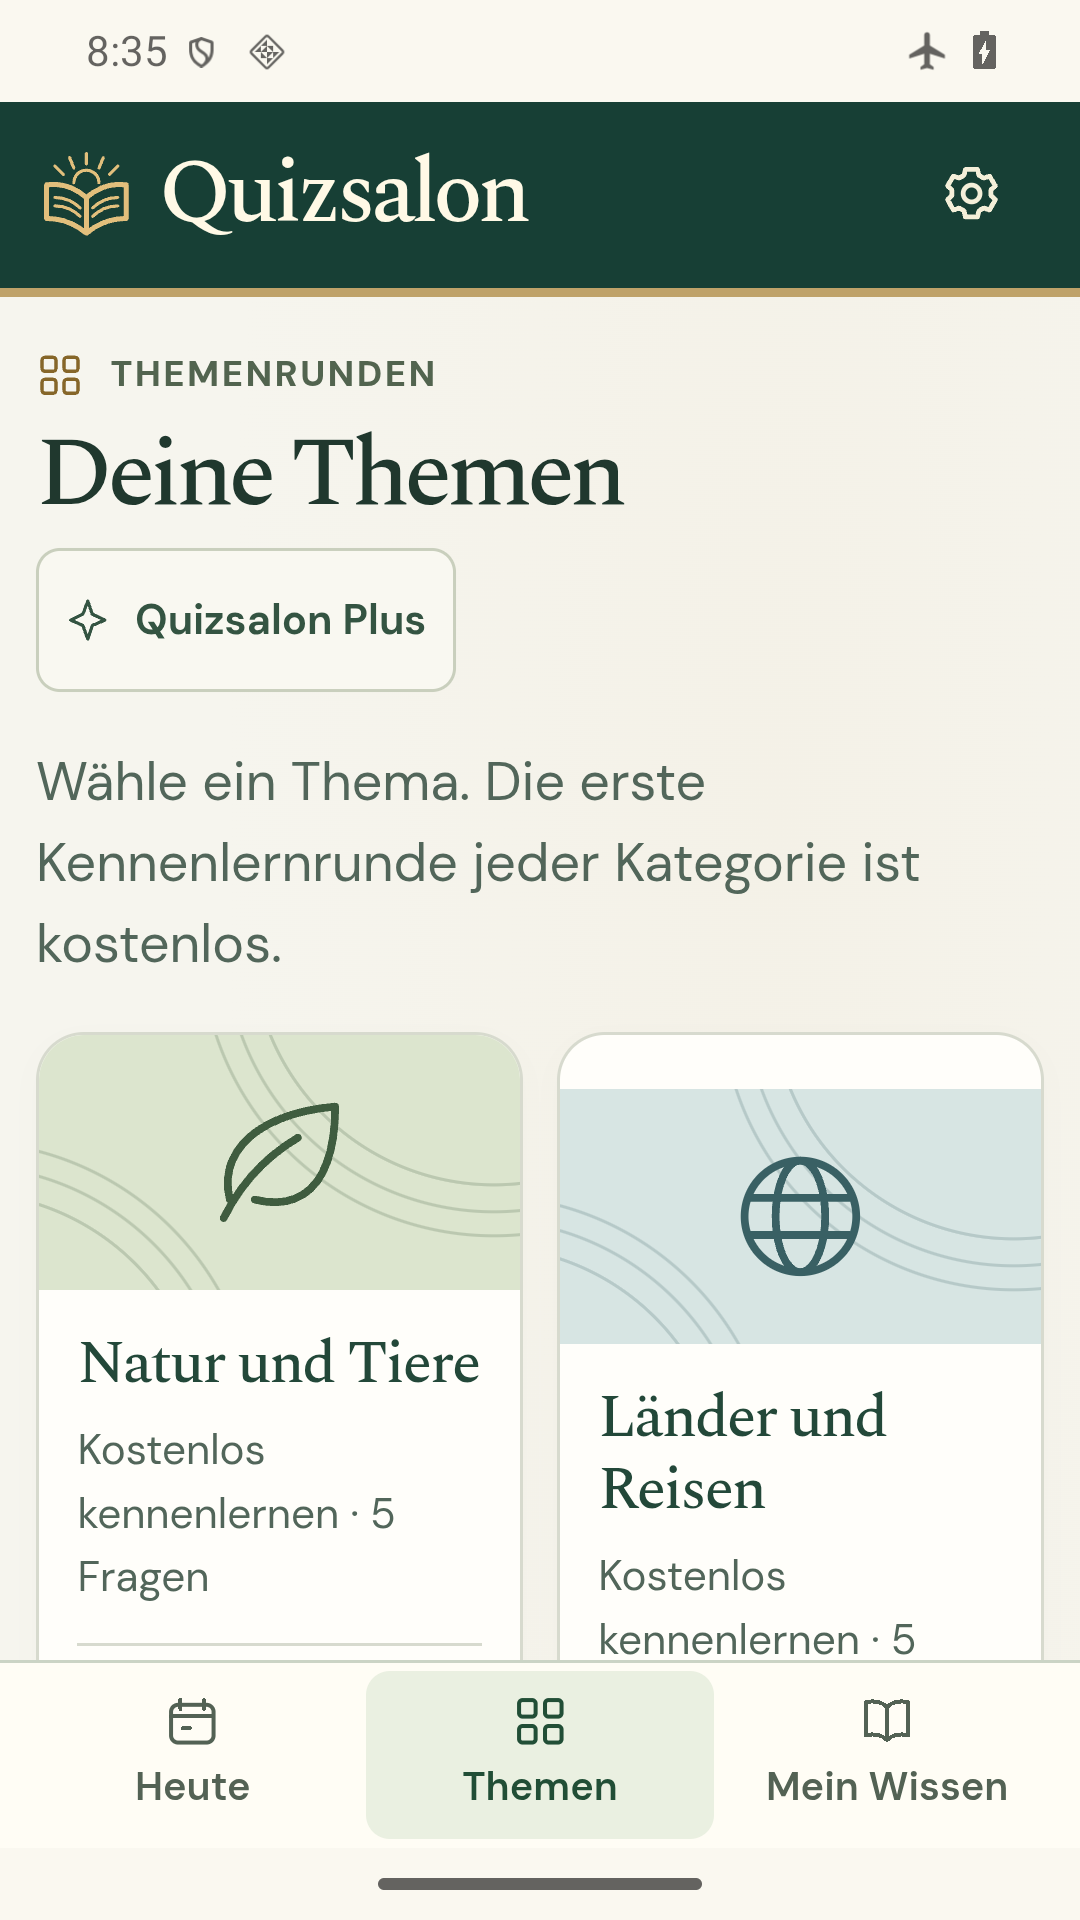 8:35
Quizsalon
THEMENRUNDEN
Deine Themen
Quizsalon Plus
Wähle ein Thema. Die erste
Kennenlernrunde jeder Kategorie ist
kostenlos.
Natur und Tiere
Kostenlos
kennenlernen · 5
Fragen
Länder und
Reisen
Kostenlos
kennenlernen · 5
Heute
Themen
Mein Wissen